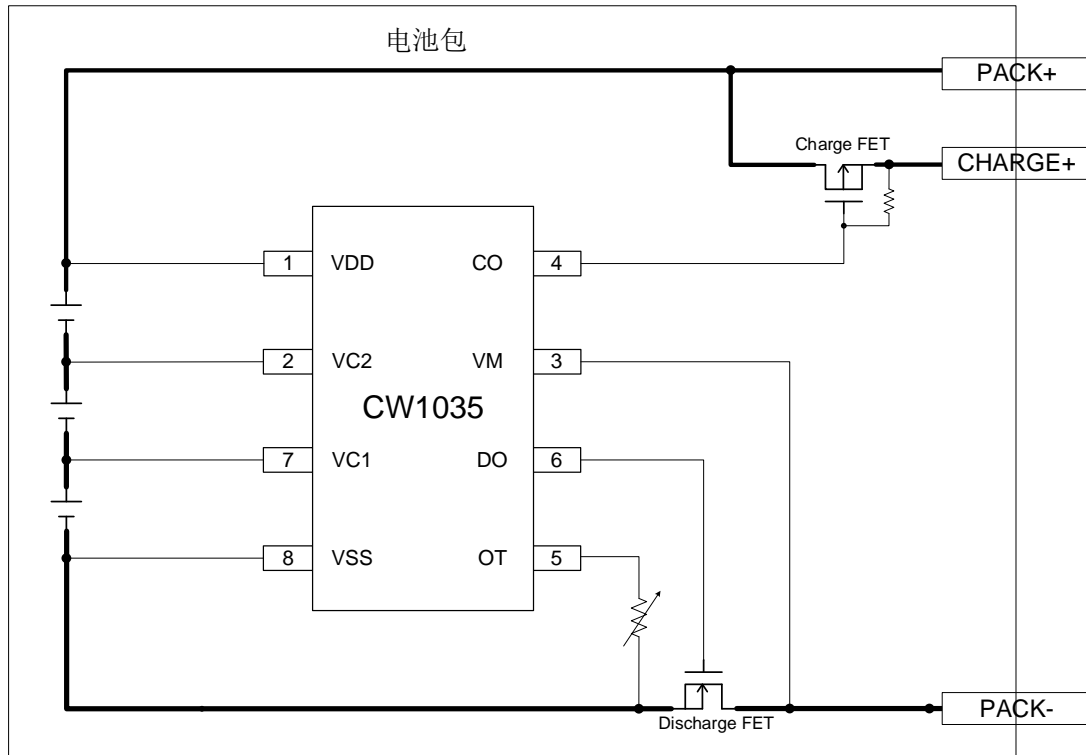 电池包
PACK+
Charge FET
CHARGE+
1 VDD CO 4
2 VC2 VM 3
CW1035
7 VC1 DO 6
8 VSS OT 5
PACK-
Discharge FET